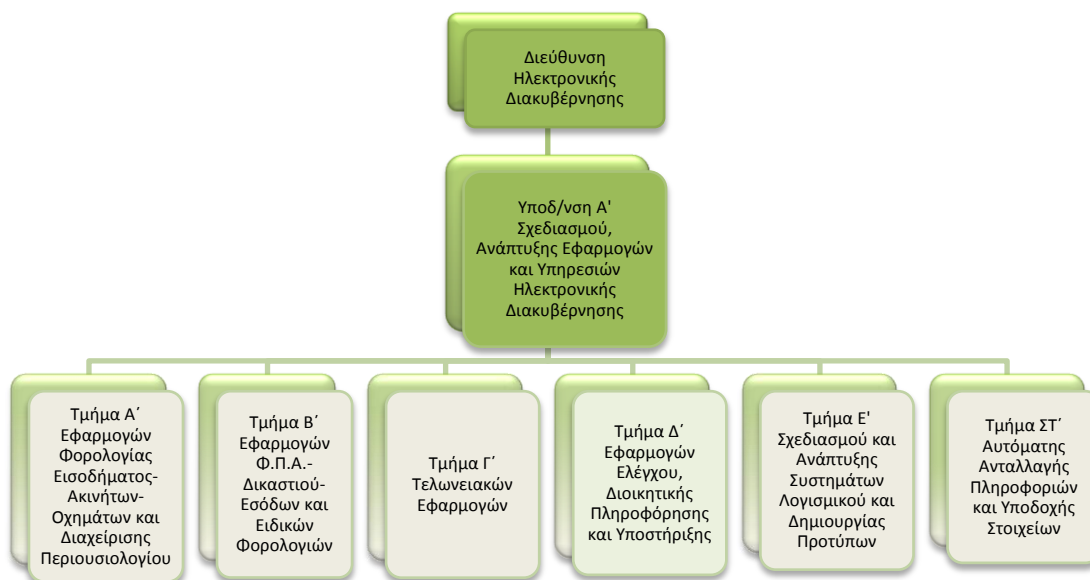 Διεύθυνση
Ηλεκτρονικής
Διακυβέρνησης
Υποδ/νση Α'
Σχεδιασμού,
Ανάπτυξης Εφαρμογών
και Υπηρεσιών
Ηλεκτρονικής
Διακυβέρνησης
Τμήμα Α΄
Εφαρμογών
Φορολογίας
Εισοδήματος-
Ακινήτων-
Οχημάτων και
Διαχείρισης
Περιουσιολογίου
Τμήμα Β΄
Εφαρμογών
Φ.Π.Α.-
Δικαστιού-
Εσόδων και
Ειδικών
Φορολογιών
Τμήμα Γ΄
Τελωνειακών
Εφαρμογών
Τμήμα Δ΄
Εφαρμογών
Ελέγχου,
Διοικητικής
Πληροφόρησης
και Υποστήριξης
Τμήμα Ε'
Σχεδιασμού και
Ανάπτυξης
Συστημάτων
Λογισμικού και
Δημιουργίας
Προτύπων
Τμήμα ΣΤ΄
Αυτόματης
Ανταλλαγής
Πληροφοριών
και Υποδοχής
Στοιχείων